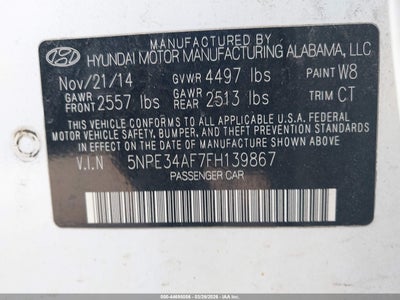 HYUNDAI MOTOR MANUFACTURING ALABAMA, LLC
Nov/21/14 GVWR 4497 lbs PAINT W8
GAWR FRONT 2557 lbs GAWR REAR 2513 lbs TRIM CT
THIS VEHICLE CONFORMS TO ALL APPLICABLE U.S.A. FEDERAL
MOTOR VEHICLE SAFETY, BUMPER, AND THEFT PREVENTION
STANDARDS IN EFFECT ON THE DATE OF MANUFACTURE SHOWN ABOVE.
V.I.N 5NPE34AF7FH139867
PASSENGER CAR